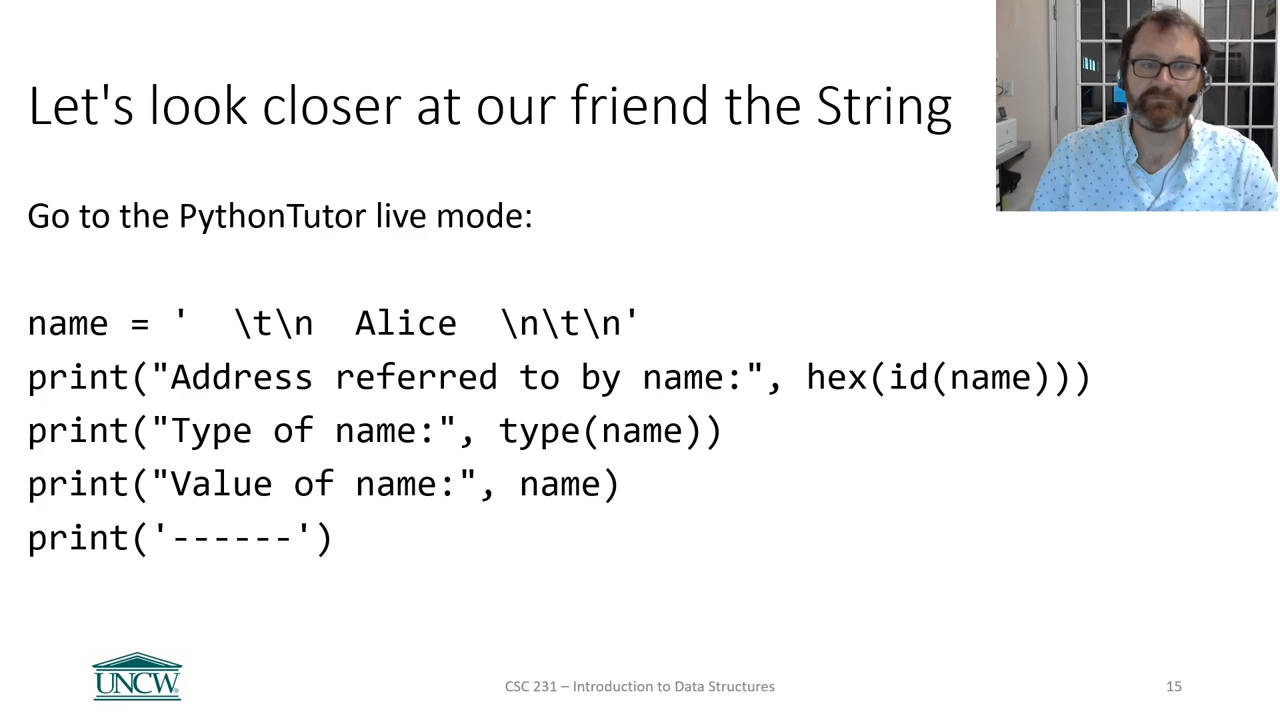 Let's look closer at our friend the String
Go to the PythonTutor live mode:
name = '  \t\n  Alice  \n\t\n'
print("Address referred to by name:", hex(id(name)))
print("Type of name:", type(name))
print("Value of name:", name)
print('------')
UNCW
CSC 231 – Introduction to Data Structures
15